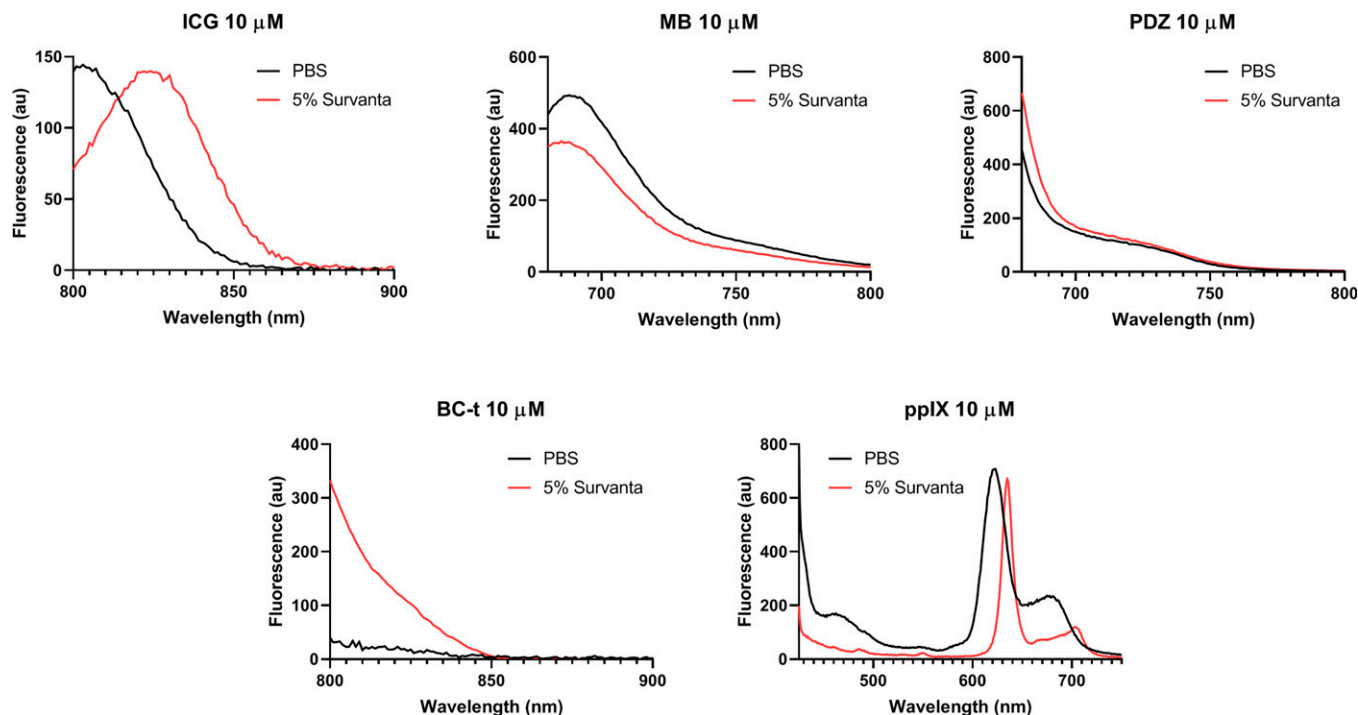 ICG 10 μM
150
100
50
0
800
850
900
Fluorescence (au)
Wavelength (nm)
PBS
5% Survanta
MB 10 μM
600
400
200
0
700
750
800
Fluorescence (au)
Wavelength (nm)
PBS
5% Survanta
PDZ 10 μM
800
600
400
200
0
700
750
800
Fluorescence (au)
Wavelength (nm)
PBS
5% Survanta
BC-t 10 μM
400
300
200
100
0
800
850
900
Fluorescence (au)
Wavelength (nm)
PBS
5% Survanta
ppIX 10 μM
800
600
400
200
0
500
600
700
Fluorescence (au)
Wavelength (nm)
PBS
5% Survanta